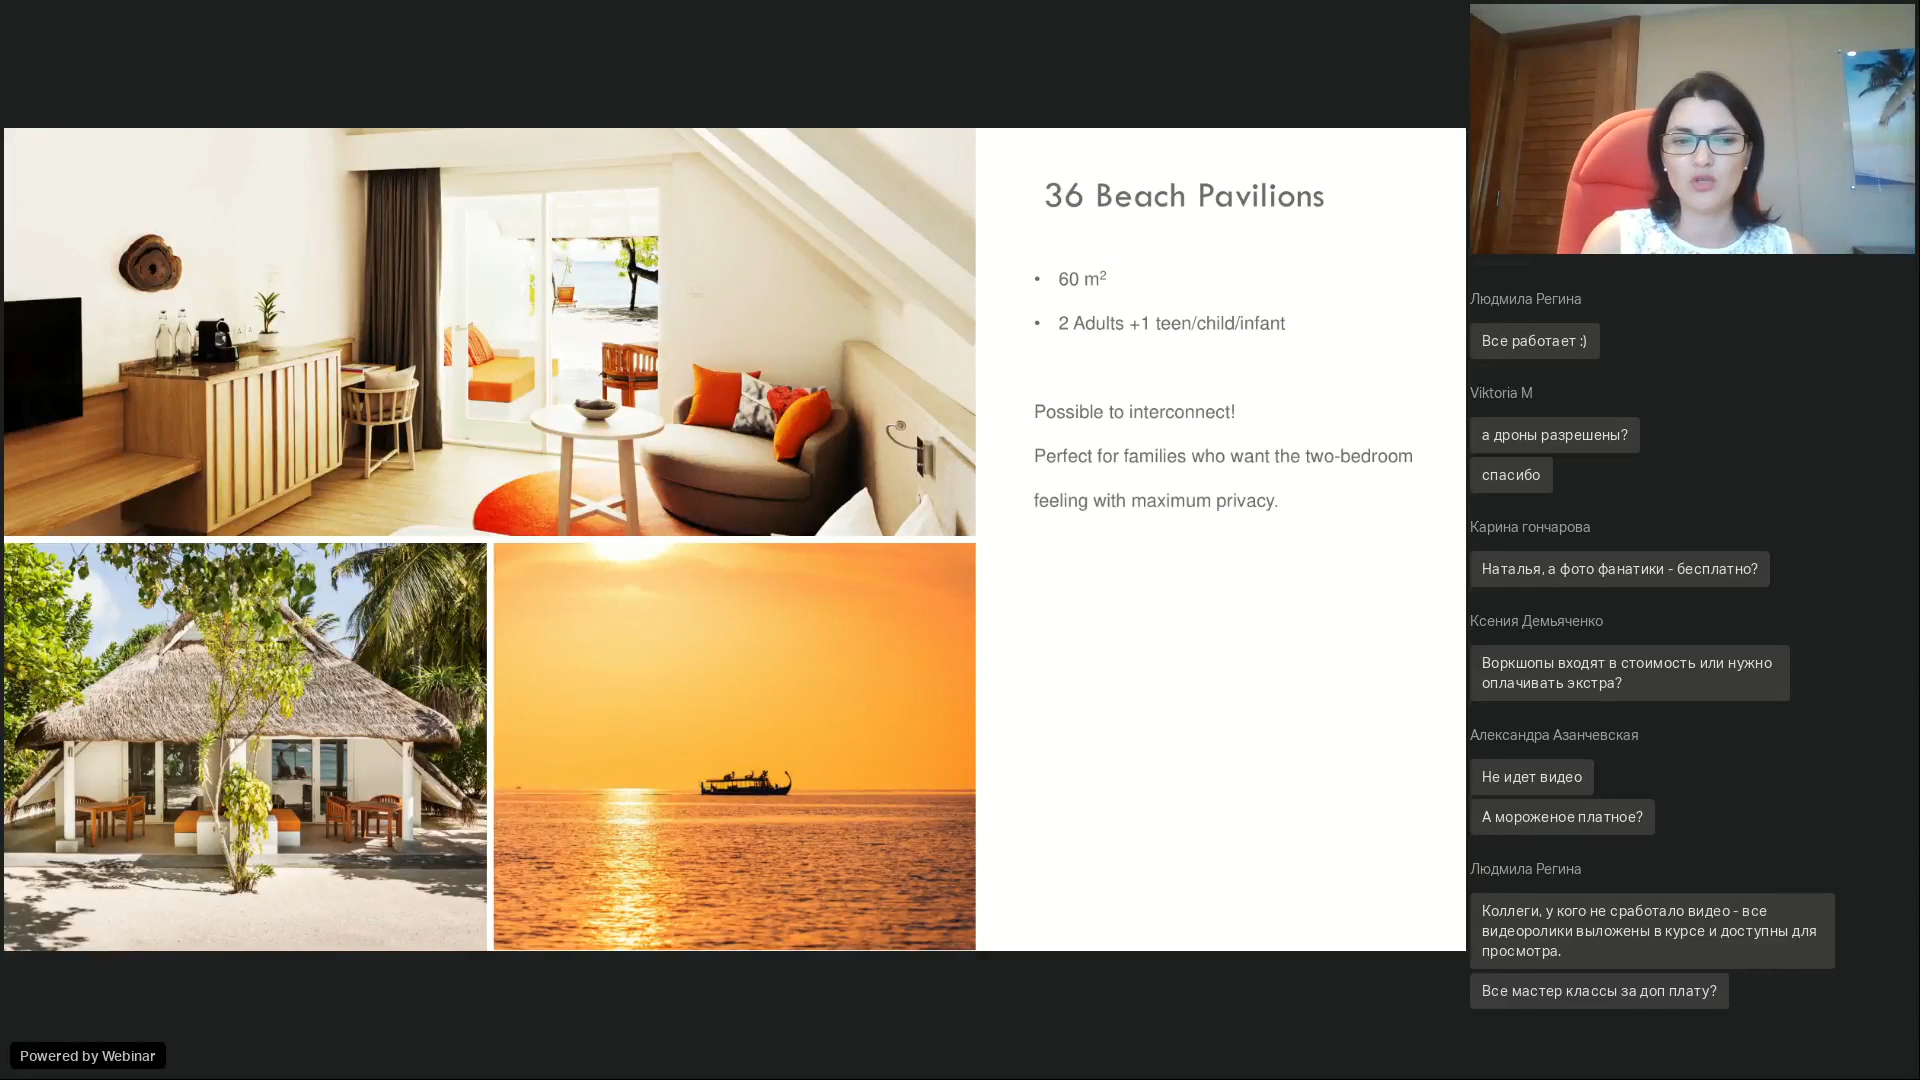 36 Beach Pavilions
• 60 m²
• 2 Adults +1 teen/child/infant
Possible to interconnect!
Perfect for families who want the two-bedroom
feeling with maximum privacy.
Людмила Регина
Все работает :)
Viktoria M
а дроны разрешены?
спасибо
Карина гончарова
Наталья, а фото фанатики - бесплатно?
Ксения Демьяченко
Воркшопы входят в стоимость или нужно
оплачивать экстра?
Александра Азанчевская
Не идет видео
А мороженое платное?
Людмила Регина
Коллеги, у кого не сработало видео - все
видеоролики выложены в курсе и доступны для
просмотра.
Все мастер классы за доп плату?
Powered by Webinar